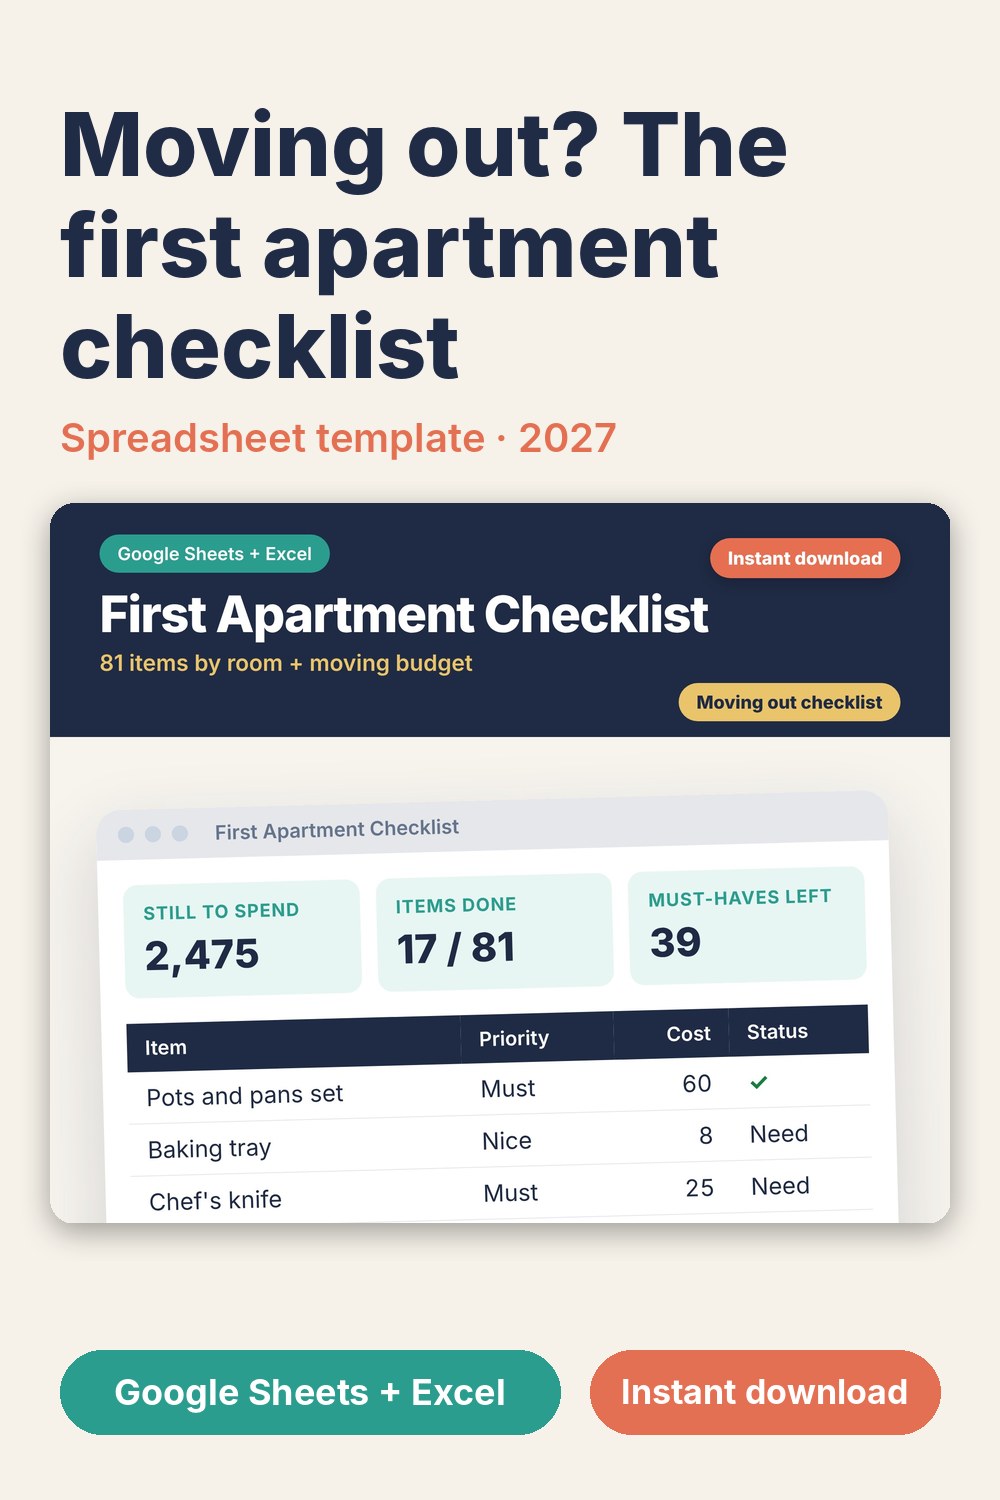 Moving out? The
first apartment
checklist
Spreadsheet template · 2027
Google Sheets + Excel
Instant download
First Apartment Checklist
81 items by room + moving budget
Moving out checklist
First Apartment Checklist
STILL TO SPEND
2,475
ITEMS DONE
17 / 81
MUST-HAVES LEFT
39
Item Priority Cost Status
Pots and pans set Must 60 ✓
Baking tray Nice 8 Need
Chef's knife Must 25 Need
Google Sheets + Excel
Instant download